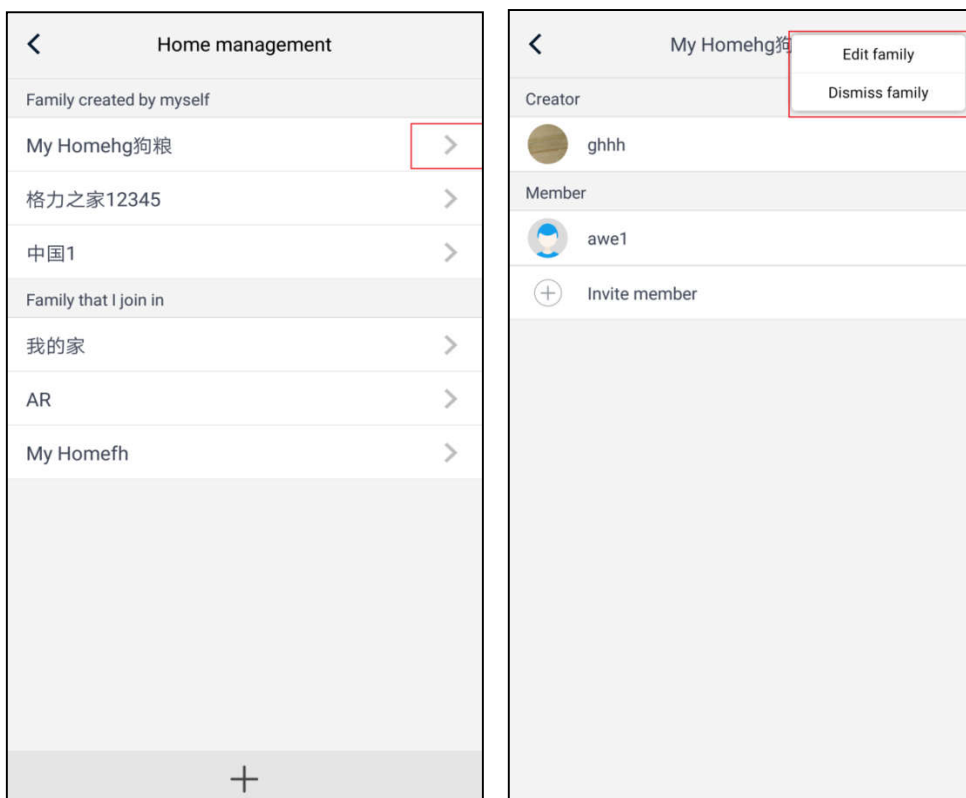 Home management
Family created by myself
My Homehg狗粮
格力之家12345
中国1
Family that I join in
我的家
AR
My Homefh
My Homehg狗
Edit family
Dismiss family
Creator
ghhh
Member
awe1
Invite member